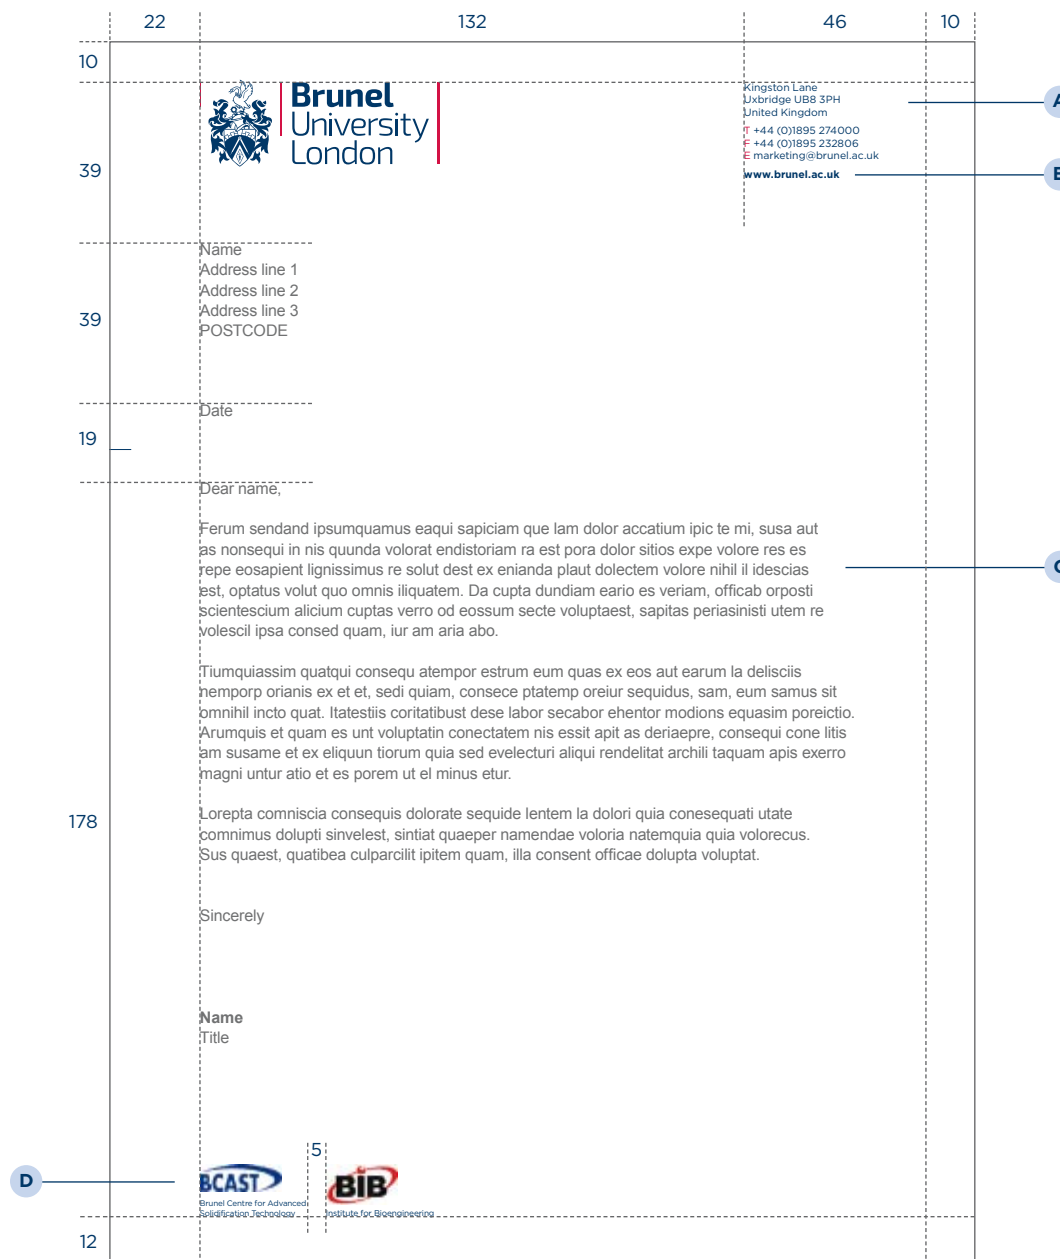 22 132 46 10
10
Brunel
University
London
Kingston Lane
Uxbridge UB8 3PH
United Kingdom
T +44 (0)1895 274000
F +44 (0)1895 232806
E marketing@brunel.ac.uk
www.brunel.ac.uk
A
B
39
Name
Address line 1
Address line 2
Address line 3
POSTCODE
39
Date
19
Dear name,
Ferum sendand ipsumquamus eaqui sapiciam que lam dolor accatium ipic te mi, susa aut
as nonsequi in nis quunda volorat endistoriam ra est pora dolor sitios expe volore res es
repe eosapient lignissimus re solut dest ex enianda plaut dolectem volore nihil il idescias
est, optatus volut quo omnis iliquatem. Da cupta dundiam eario es veriam, officab orposti
scientescium alicium cuptas verro od eossum secte voluptaest, sapitas periasinisti utem re
volescil ipsa consed quam, iur am aria abo.
C
Tiumquiassim quatqui consequ atempor estrum eum quas ex eos aut earum la delisciis
nemporp orianis ex et et, sedi quiam, consece ptatemp oreiur sequidus, sam, eum samus sit
omnihil incto quat. Itatestiis coritatibust dese labor secabor ehentor modions equasim poreictio.
Arumquis et quam es unt voluptatin conectatem nis essit apit as deriaepre, consequi cone litis
am susame et ex eliquun tiorum quia sed evelecturi aliqui rendelitat archili taquam apis exerro
magni untur atio et es porem ut el minus etur.
178
Lorepta comniscia consequis dolorate sequide lentem la dolori quia conesequati utate
comnimus dolupti sinvelest, sintiat quaeper namendae voloria natemquia quia volorecus.
Sus quaest, quatibea culparcilit ipitem quam, illa consent officae dolupta voluptat.
Sincerely
Name
Title
5
D
BCAST
Brunel Centre for Advanced
Solidification Technology
BIB
Institute for Bioengineering
12